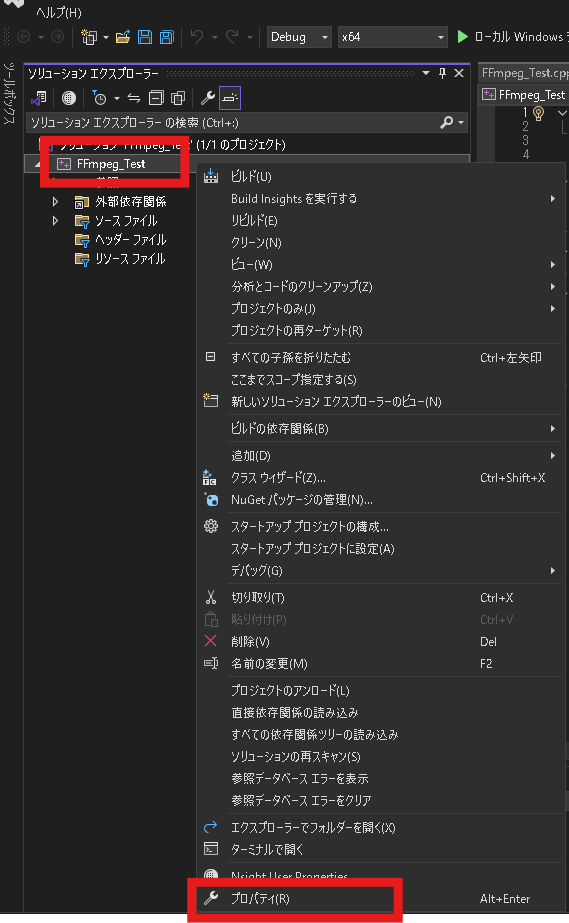 ヘルプ(H)
Debug
x64
ローカル Windows
ツールボックス
ソリューション エクスプローラー
FFmpeg_Test.cpp
FFmpeg_Test
ソリューション エクスプローラー の検索 (Ctrl+:)
1
2
3
4
ソリューション 'FFmpeg_Test' (1/1 のプロジェクト)
FFmpeg_Test
参照
外部依存関係
ソース ファイル
ヘッダー ファイル
リソース ファイル
ビルド(U)
Build Insights を実行する
リビルド(E)
クリーン(N)
ビュー(W)
分析とコードのクリーンアップ(Z)
プロジェクトのみ(J)
プロジェクトの再ターゲット(R)
すべての子孫を折りたたむ Ctrl+左矢印
ここまでスコープ指定する(S)
新しいソリューション エクスプローラーのビュー(N)
ビルドの依存関係(B)
追加(D)
クラス ウィザード(Z)... Ctrl+Shift+X
NuGet パッケージの管理(N)...
スタートアップ プロジェクトの構成...
スタートアップ プロジェクトに設定(A)
デバッグ(G)
切り取り(T) Ctrl+X
貼り付け(P) Ctrl+V
削除(V) Del
名前の変更(M) F2
プロジェクトのアンロード(L)
直接依存関係の読み込み
すべての依存関係ツリーの読み込み
ソリューションの再スキャン(S)
参照データベース エラーを表示
参照データベース エラーをクリア
エクスプローラーでフォルダーを開く(X)
ターミナルで開く
Nsight User Properties
プロパティ(R) Alt+Enter